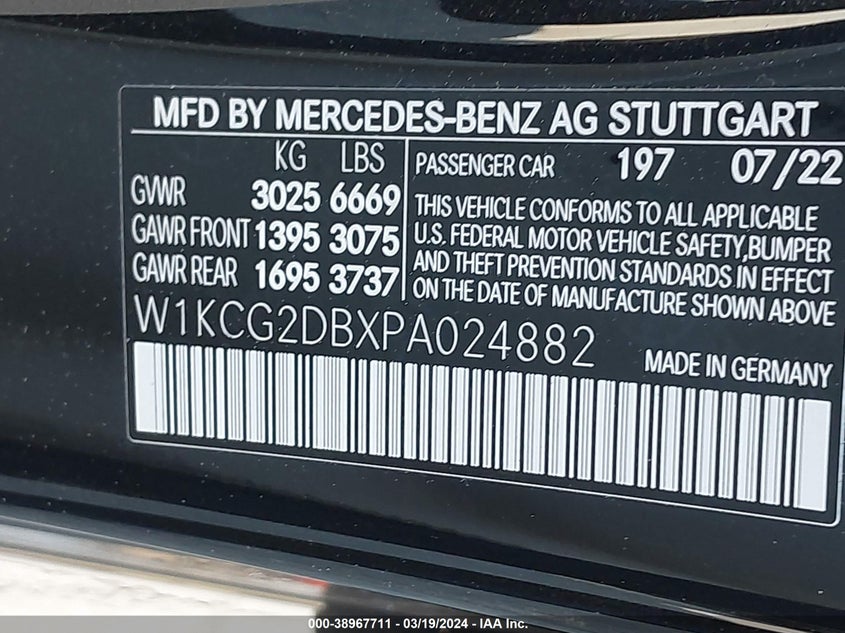 MFD BY MERCEDES-BENZ AG STUTTGART
KG LBS
GVWR 3025 6669
GAWR FRONT 1395 3075
GAWR REAR 1695 3737
PASSENGER CAR 197 07/22
THIS VEHICLE CONFORMS TO ALL APPLICABLE
U.S. FEDERAL MOTOR VEHICLE SAFETY,BUMPER
AND THEFT PREVENTION STANDARDS IN EFFECT
ON THE DATE OF MANUFACTURE SHOWN ABOVE
W1KCG2DBXPA024882
MADE IN GERMANY
000-38967711 - 03/19/2024 - IAA Inc.